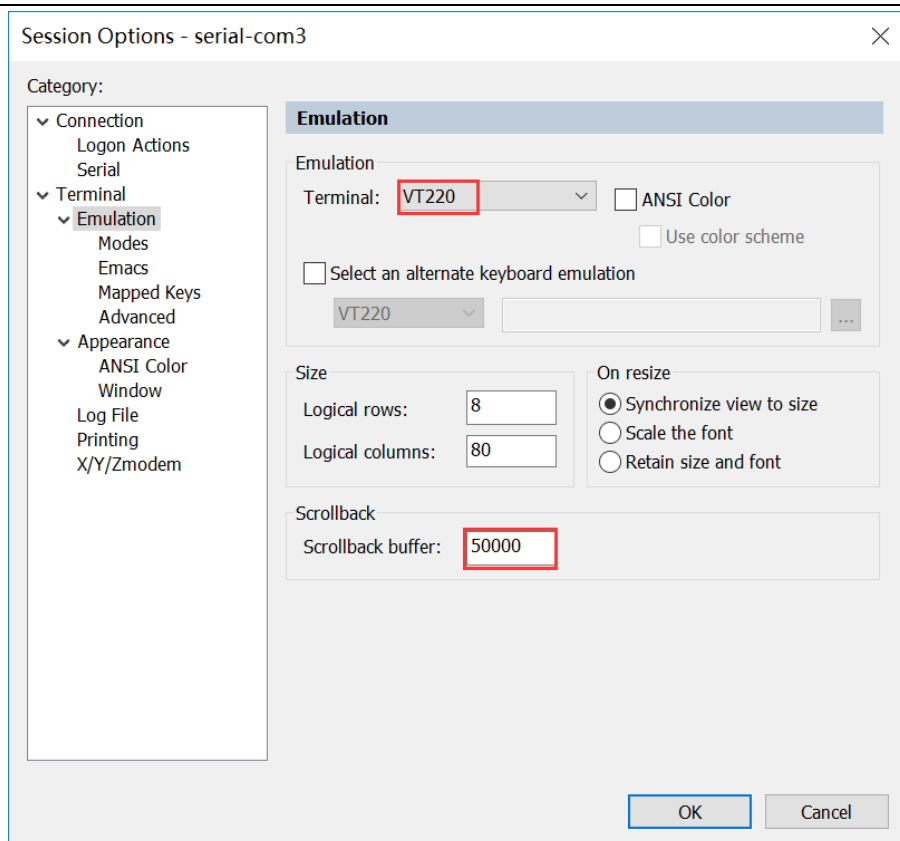 Session Options - serial-com3
Category:
Connection
Logon Actions
Serial
Terminal
Emulation
Modes
Emacs
Mapped Keys
Advanced
Appearance
ANSI Color
Window
Log File
Printing
X/Y/Zmodem
Emulation
Emulation
Terminal: VT220 ANSI Color
Use color scheme
Select an alternate keyboard emulation
VT220 ...
Size
Logical rows: 8
Logical columns: 80
On resize
Synchronize view to size
Scale the font
Retain size and font
Scrollback
Scrollback buffer: 50000
OK Cancel